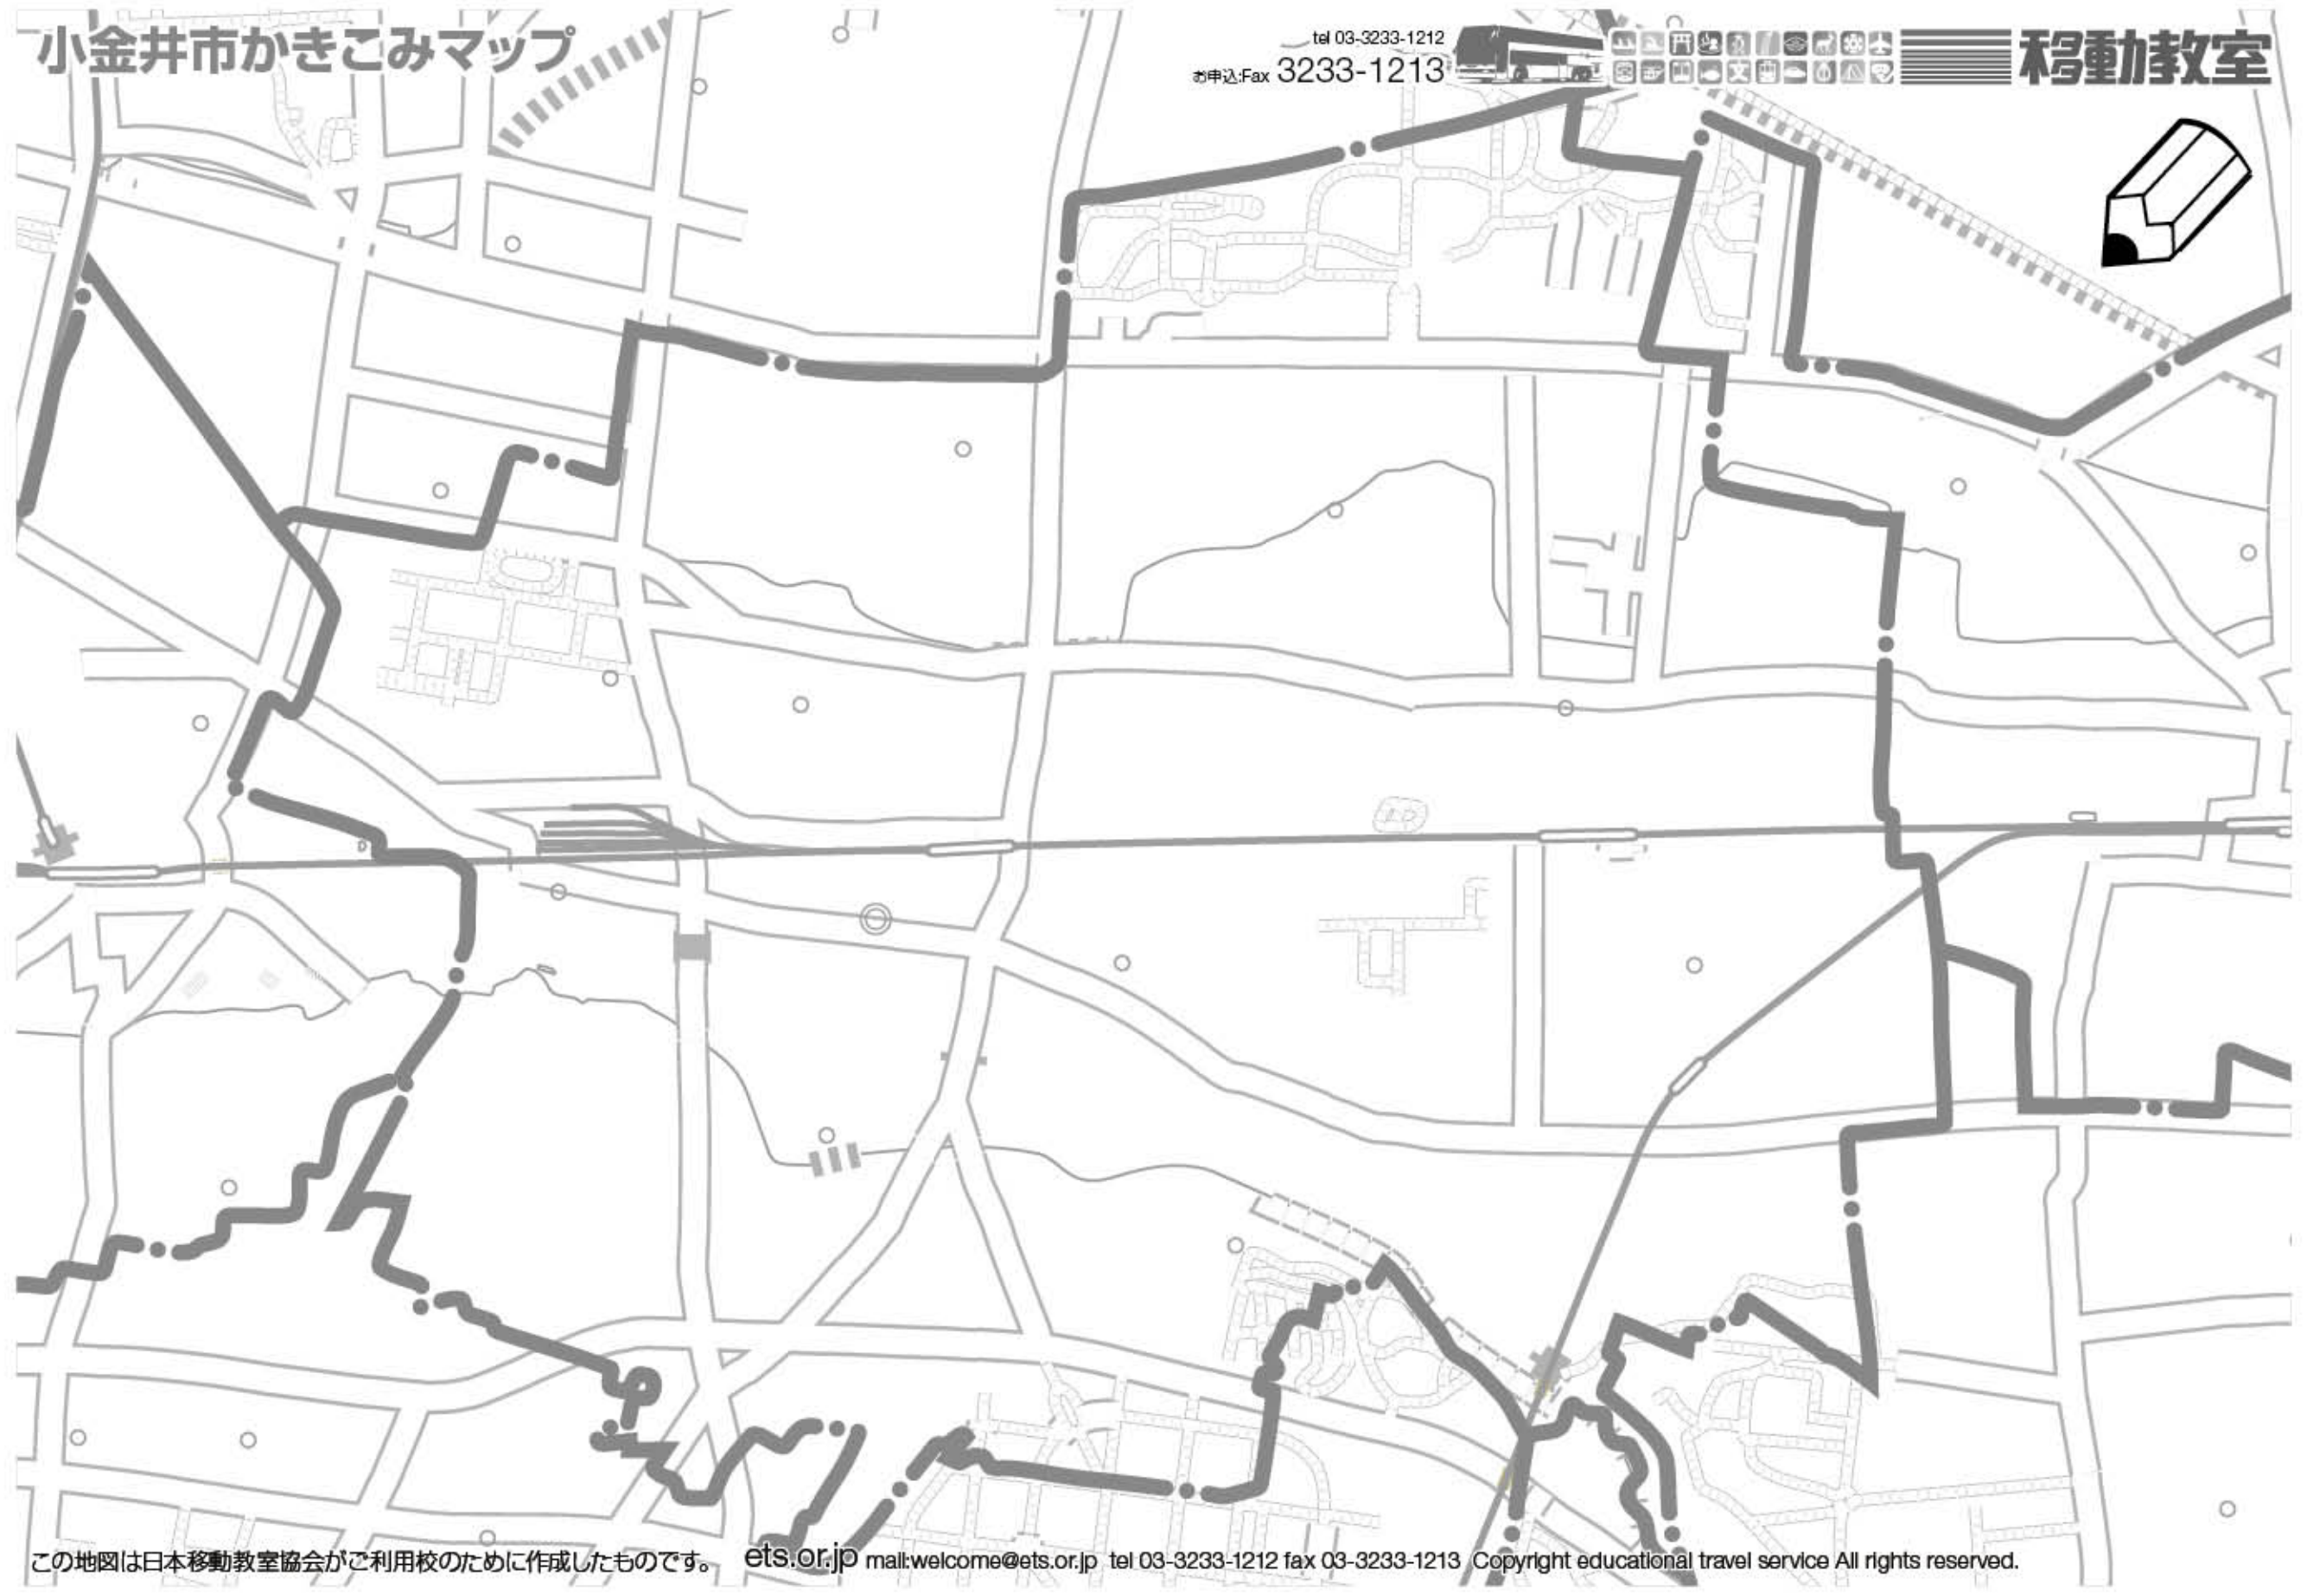 小金井市かきこみマップ
tel 03-3233-1212
お申込:Fax 3233-1213
移動教室
この地図は日本移動教室協会がご利用校のために作成したものです。 ets.or.jp mail:welcome@ets.or.jp tel 03-3233-1212 fax 03-3233-1213 Copyright educational travel service All rights reserved.